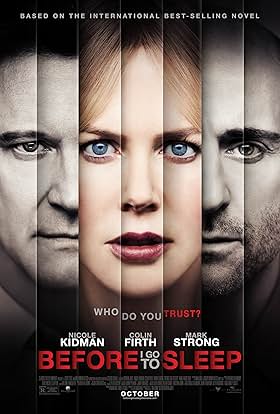 BASED ON THE INTERNATIONAL BEST-SELLING NOVEL
WHO DO YOU TRUST?
NICOLE COLIN MARK
KIDMAN FIRTH STRONG
BEFORE I GO TO SLEEP
OCTOBER